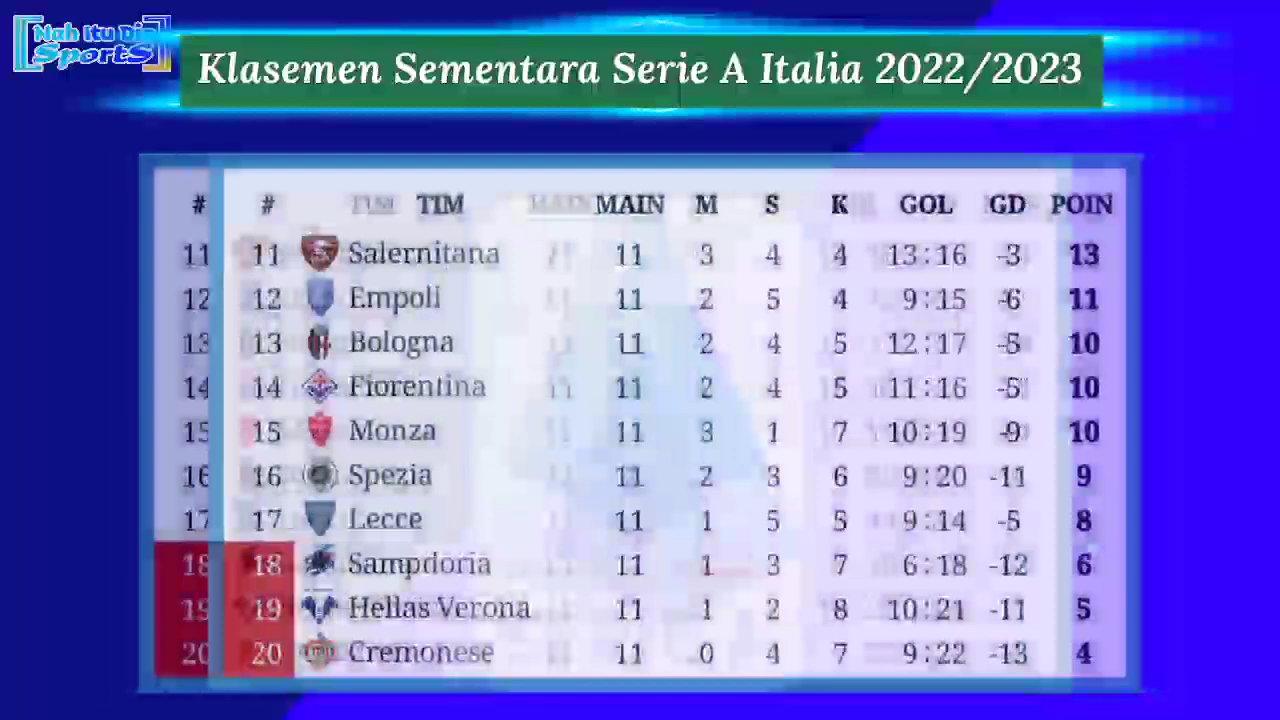 Nah Itu Dia
Sports
Klasemen Sementara Serie A Italia 2022/2023
# # TIM TIM MAIN MAIN M S K GOL GD POIN
11 11 Salernitana 11 3 4 4 13:16 -3 13
12 12 Empoli 11 2 5 4 9:15 -6 11
13 13 Bologna 11 2 4 5 12:17 -5 10
14 14 Fiorentina 11 2 4 5 11:16 -5 10
15 15 Monza 11 3 1 7 10:19 -9 10
16 16 Spezia 11 2 3 6 9:20 -11 9
17 17 Lecce 11 1 5 5 9:14 -5 8
18 18 Sampdoria 11 1 3 7 6:18 -12 6
19 19 Hellas Verona 11 1 2 8 10:21 -11 5
20 20 Cremonese 11 0 4 7 9:22 -13 4